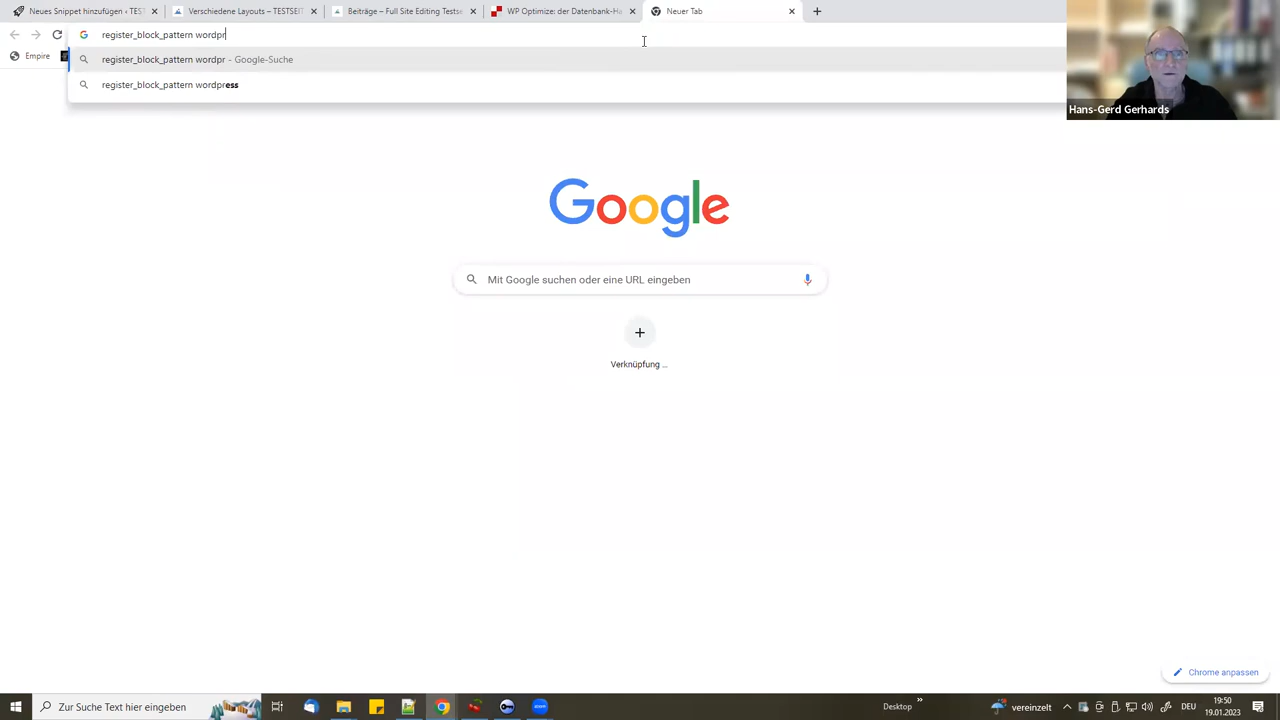 Neues Snippet hinzufügen ‹ TES
Verschiedene Layouts – TESTSEIT
Beiträge – Full Site Editing Testse
WP Optimize: der Datenbank-Ha
Neuer Tab
register_block_pattern wordpr
Empire
register_block_pattern wordpr - Google-Suche
register_block_pattern wordpress
Hans-Gerd Gerhards
Google
Mit Google suchen oder eine URL eingeben
Verknüpfung ...
Chrome anpassen
Zur Suche Text hier eingeben
Desktop
vereinzelt
DEU
19:50
19.01.2023